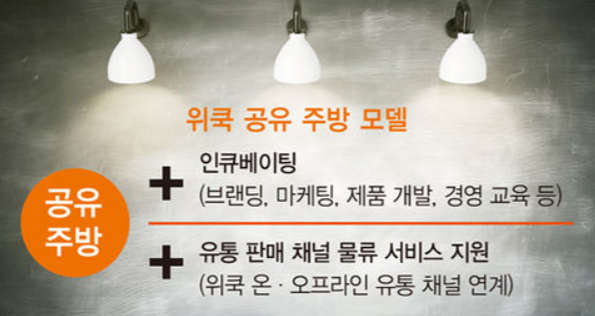 위쿡 공유 주방 모델
공유
주방
+ 인큐베이팅
(브랜딩, 마케팅, 제품 개발, 경영 교육 등)
+ 유통 판매 채널 물류 서비스 지원
(위쿡 온·오프라인 유통 채널 연계)